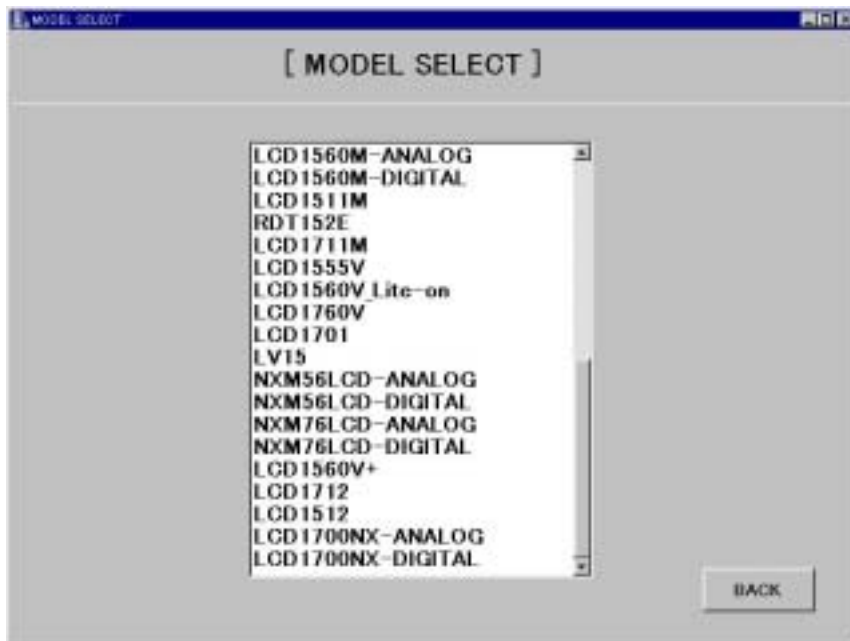 MODEL SELECT
[ MODEL SELECT ]
LCD1560M-ANALOG
LCD1560M-DIGITAL
LCD1511M
RDT152E
LCD1711M
LCD1555V
LCD1560V_Lite-on
LCD1760V
LCD1701
LV15
NXM56LCD-ANALOG
NXM56LCD-DIGITAL
NXM76LCD-ANALOG
NXM76LCD-DIGITAL
LCD1560V+
LCD1712
LCD1512
LCD1700NX-ANALOG
LCD1700NX-DIGITAL
BACK